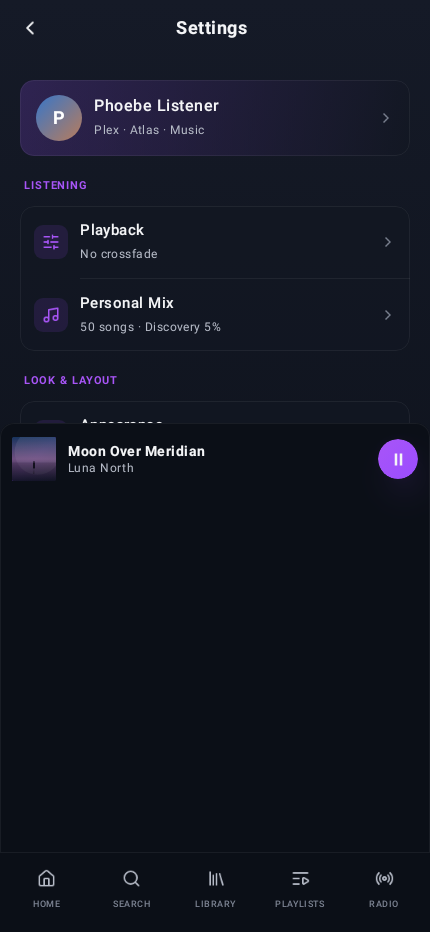 Settings
P
Phoebe Listener
Plex · Atlas · Music
LISTENING
Playback
No crossfade
Personal Mix
50 songs · Discovery 5%
LOOK & LAYOUT
Moon Over Meridian
Luna North
HOME
SEARCH
LIBRARY
PLAYLISTS
RADIO